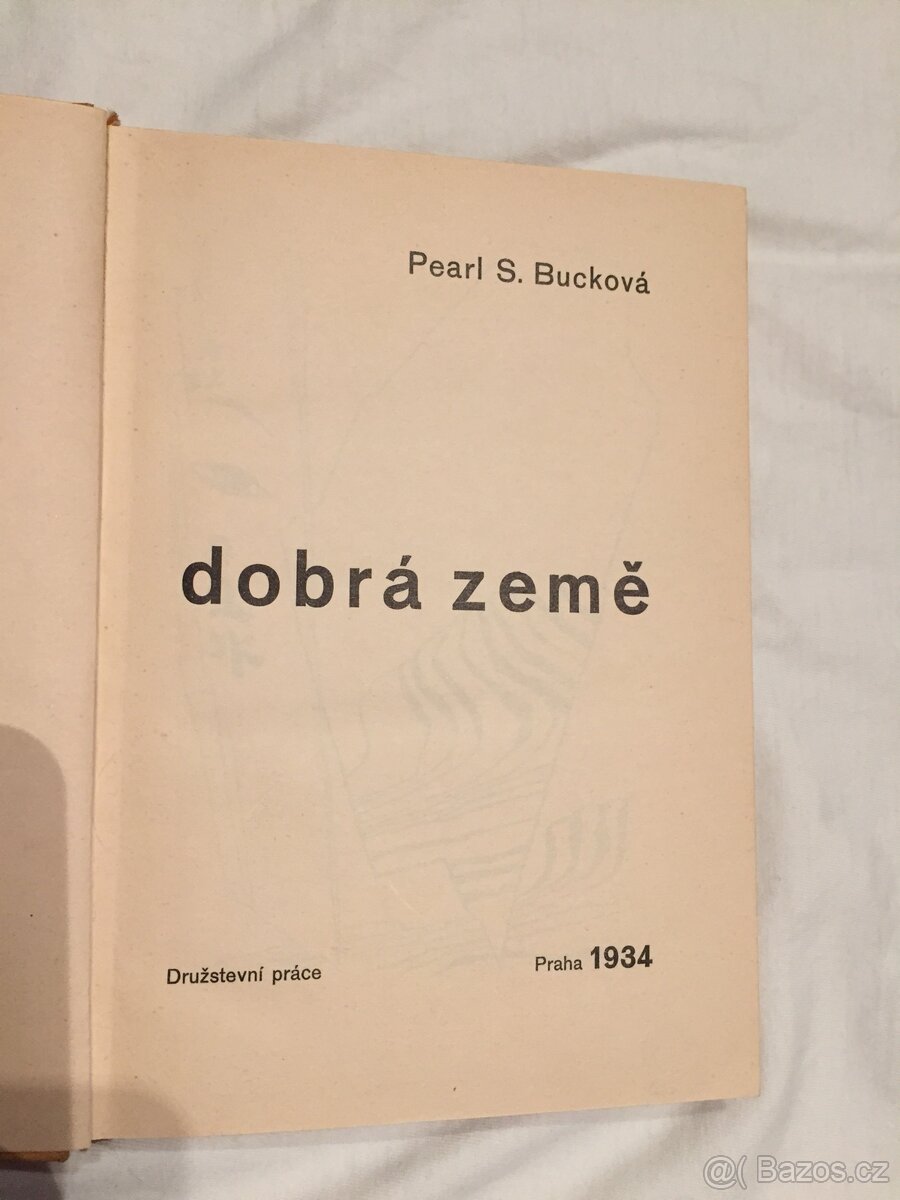 Pearl S. Bucková
dobrá země
Družstevní práce
Praha 1934
@( Bazos.cz